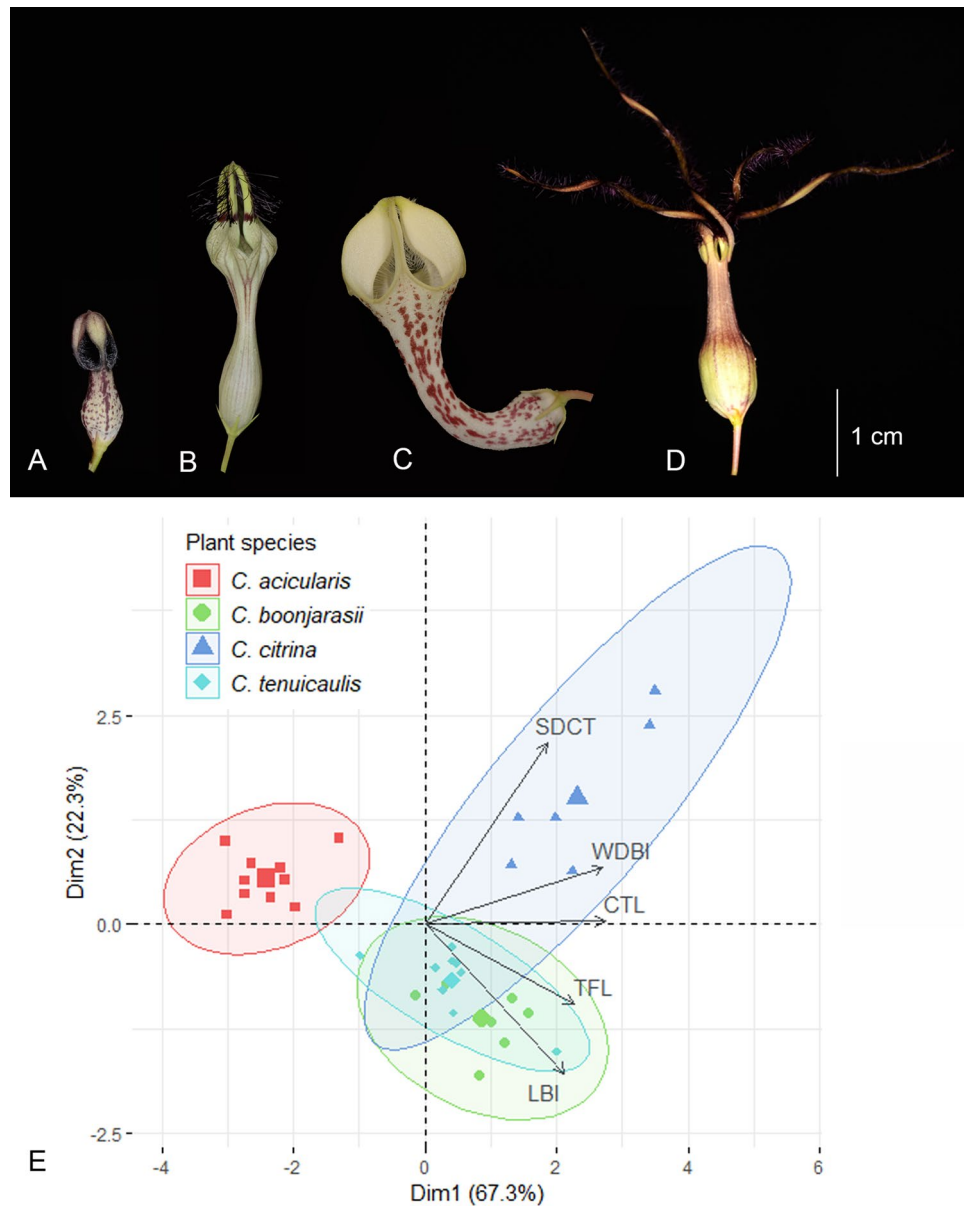 A
B
C
D
1 cm
Plant species
C. acicularis
C. boonjarasii
C. citrina
C. tenuicaulis
SDCT
WDBI
CTL
TFL
LBI
2.5
0.0
-2.5
Dim2 (22.3%)
-4
-2
0
2
4
6
Dim1 (67.3%)
E